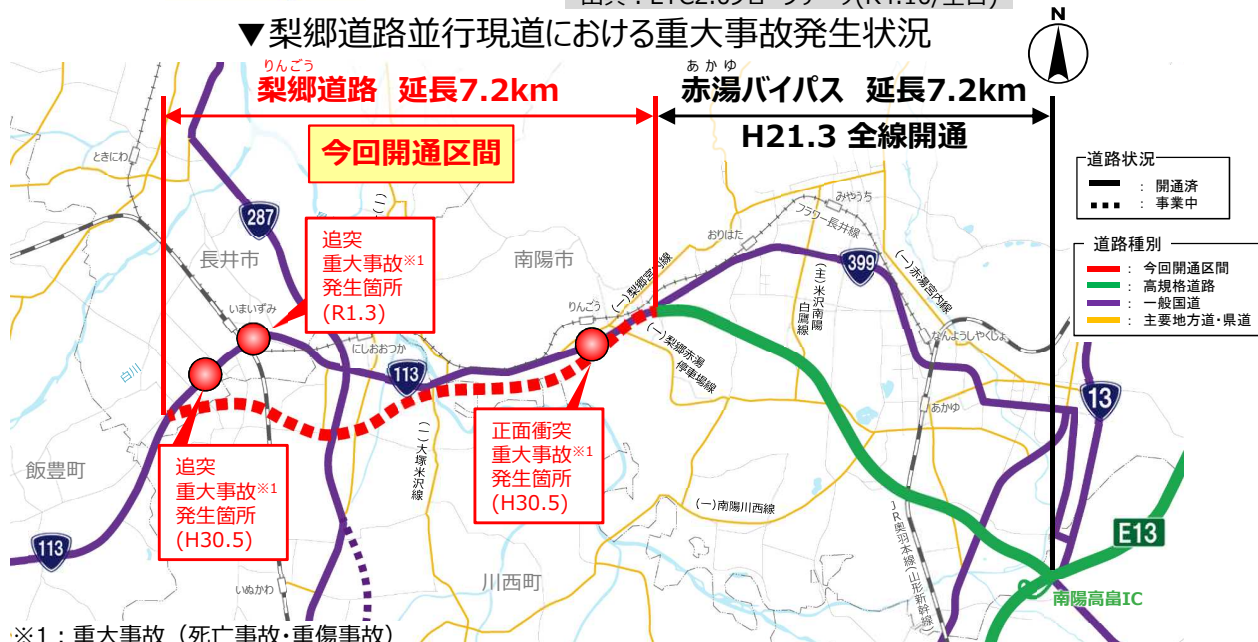 ▼梨郷道路並行現道における重大事故発生状況
N
りんごう
梨郷道路 延長7.2km
あかゆ
赤湯バイパス 延長7.2km
今回開通区間
H21.3 全線開通
道路状況
: 開通済
: 事業中
道路種別
: 今回開通区間
: 高規格道路
: 一般国道
: 主要地方道・県道
ときにわ
287
長井市
追突
重大事故※1
発生箇所
(R1.3)
いまいずみ
にしおおつか
南陽市
りんごう
(一)梨郷宮内線
おりはた
みやうち
フラワー長井線
399
(主)米沢南陽
白鷹線
(一)赤湯宮内線
なんようしやくしょ
白川
113
(一)梨郷赤湯
停車場線
あかゆ
13
飯豊町
追突
重大事故※1
発生箇所
(H30.5)
(一)大塚米沢線
正面衝突
重大事故※1
発生箇所
(H30.5)
(一)南陽川西線
JR奥羽本線(山形新幹線)
E13
113
いぬかわ
川西町
南陽高畠IC
※1：重大事故（死亡事故・重傷事故）